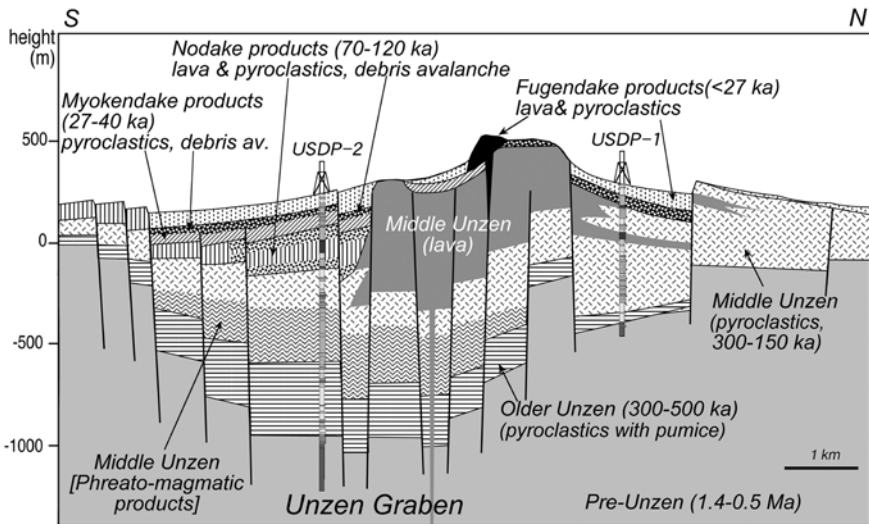 S
N
height
(m)
Nodake products (70-120 ka)
lava & pyroclastics, debris avalanche
Myokendake products
(27-40 ka)
pyroclastics, debris av.
Fugendake products(<27 ka)
lava& pyroclastics
500
USDP-2
USDP-1
0
Middle Unzen
(lava)
Middle Unzen
(pyroclastics,
300-150 ka)
-500
Older Unzen (300-500 ka)
(pyroclastics with pumice)
-1000
Middle Unzen
[Phreato-magmatic
products]
1 km
Unzen Graben
Pre-Unzen (1.4-0.5 Ma)